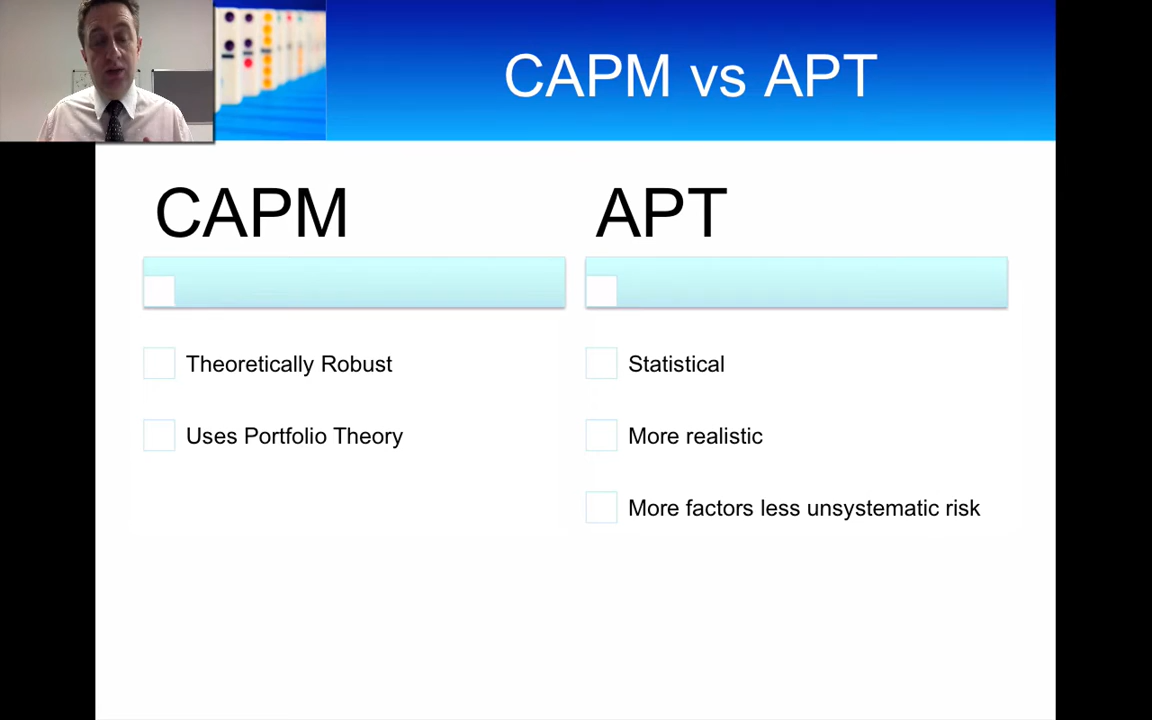 CAPM vs APT
CAPM
Theoretically Robust
Uses Portfolio Theory
APT
Statistical
More realistic
More factors less unsystematic risk